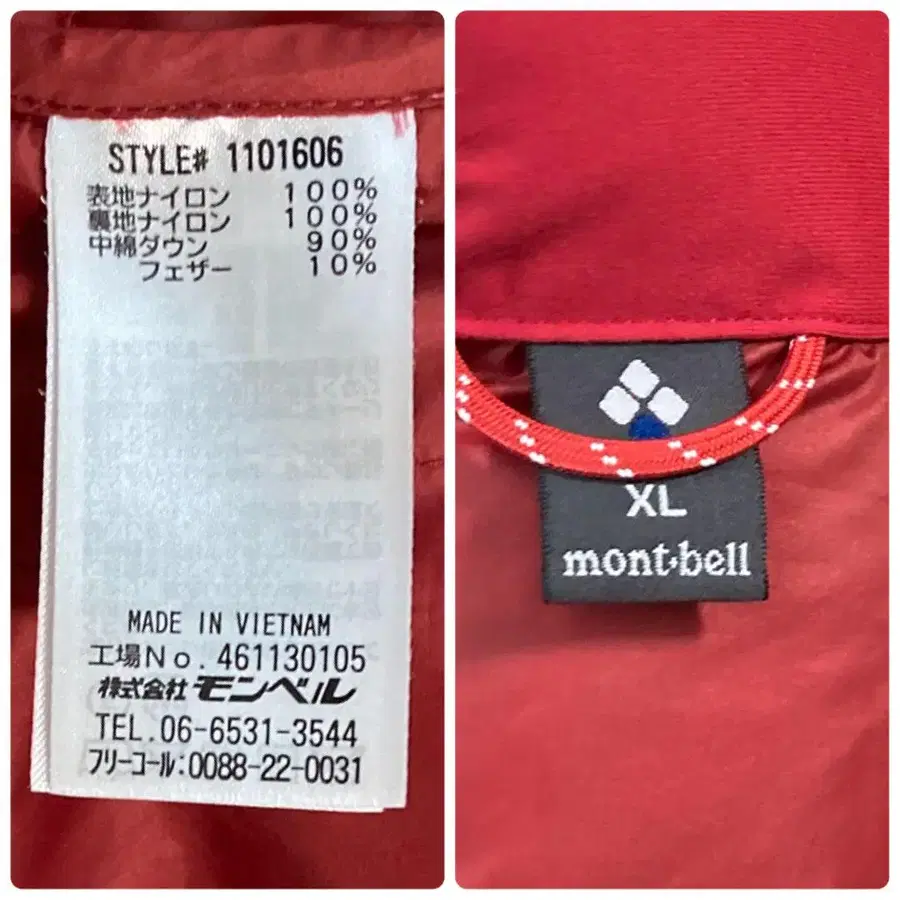 STYLE# 1101606
表地ナイロン 100%
裏地ナイロン 100%
中綿ダウン 90%
フェザー 10%
MADE IN VIETNAM
工場No.461130105
株式会社モンベル
TEL.06-6531-3544
フリーコール:0088-22-0031
XL
mont·bell